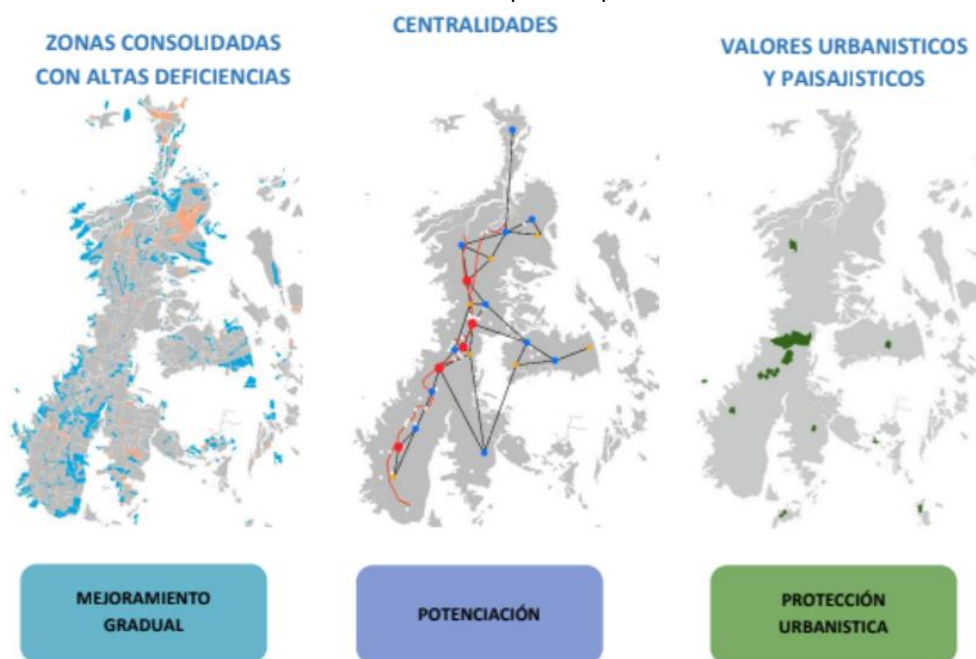 ZONAS CONSOLIDADAS
CON ALTAS DEFICIENCIAS
CENTRALIDADES
VALORES URBANISTICOS
Y PAISAJISTICOS
MEJORAMIENTO
GRADUAL
POTENCIACIÓN
PROTECCIÓN
URBANISTICA